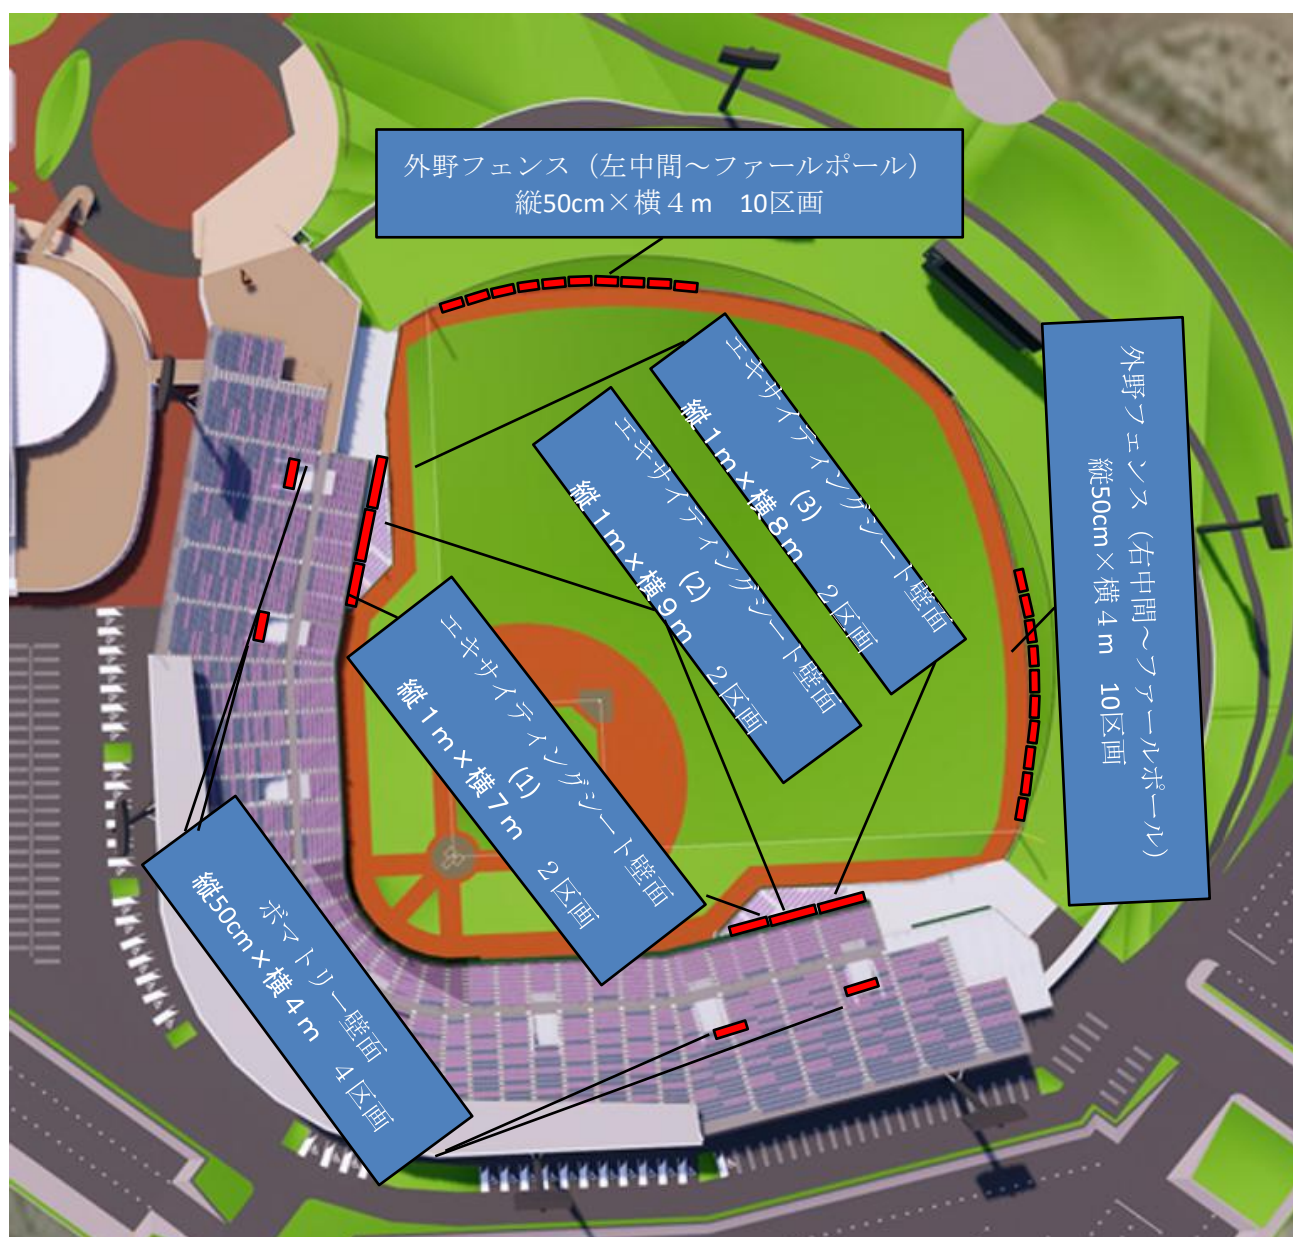 外野フェンス（左中間～ファールポール）
縦50cm×横４ｍ　10区画
エキサイティングシート壁面
(3)
縦１ｍ×横８ｍ　２区画
エキサイティングシート壁面
(2)
縦１ｍ×横９ｍ　２区画
エキサイティングシート壁面
(1)
縦１ｍ×横７ｍ　２区画
外野フェンス（右中間～ファールポール）
縦50cm×横４ｍ　10区画
ボマトリー壁面
縦50cm×横４ｍ　４区画